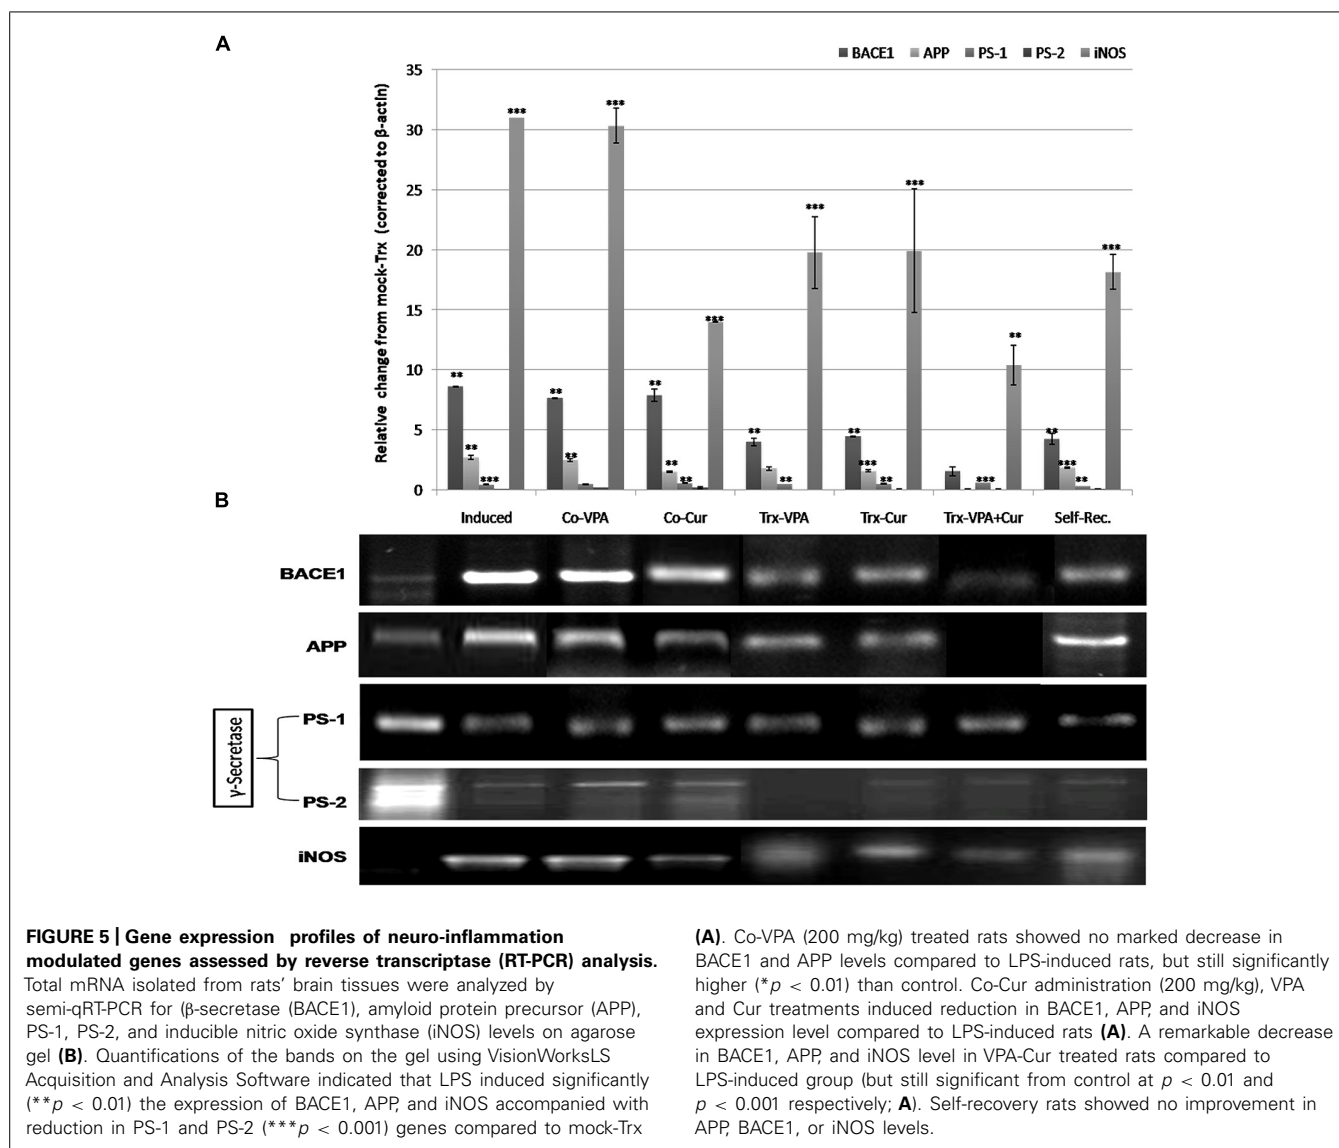 A
BACE1 APP PS-1 PS-2 iNOS
Relative change from mock-Trx (corrected to β-actin)
35
30
25
20
15
10
5
0
** ** *** ***
** ** ***
** ** ** ***
** ** ***
** *** ** ***
*** **
** *** ** ***
Induced Co-VPA Co-Cur Trx-VPA Trx-Cur Trx-VPA+Cur Self-Rec.
B
BACE1
APP
γ-Secretase
PS-1
PS-2
iNOS
FIGURE 5 | Gene expression profiles of neuro-inflammation
modulated genes assessed by reverse transcriptase (RT-PCR) analysis.
Total mRNA isolated from rats' brain tissues were analyzed by
semi-qRT-PCR for (β-secretase (BACE1), amyloid protein precursor (APP),
PS-1, PS-2, and inducible nitric oxide synthase (iNOS) levels on agarose
gel (B). Quantifications of the bands on the gel using VisionWorksLS
Acquisition and Analysis Software indicated that LPS induced significantly
(**p < 0.01) the expression of BACE1, APP, and iNOS accompanied with
reduction in PS-1 and PS-2 (***p < 0.001) genes compared to mock-Trx
(A). Co-VPA (200 mg/kg) treated rats showed no marked decrease in
BACE1 and APP levels compared to LPS-induced rats, but still significantly
higher (*p < 0.01) than control. Co-Cur administration (200 mg/kg), VPA
and Cur treatments induced reduction in BACE1, APP, and iNOS
expression level compared to LPS-induced rats (A). A remarkable decrease
in BACE1, APP, and iNOS level in VPA-Cur treated rats compared to
LPS-induced group (but still significant from control at p < 0.01 and
p < 0.001 respectively; A). Self-recovery rats showed no improvement in
APP, BACE1, or iNOS levels.